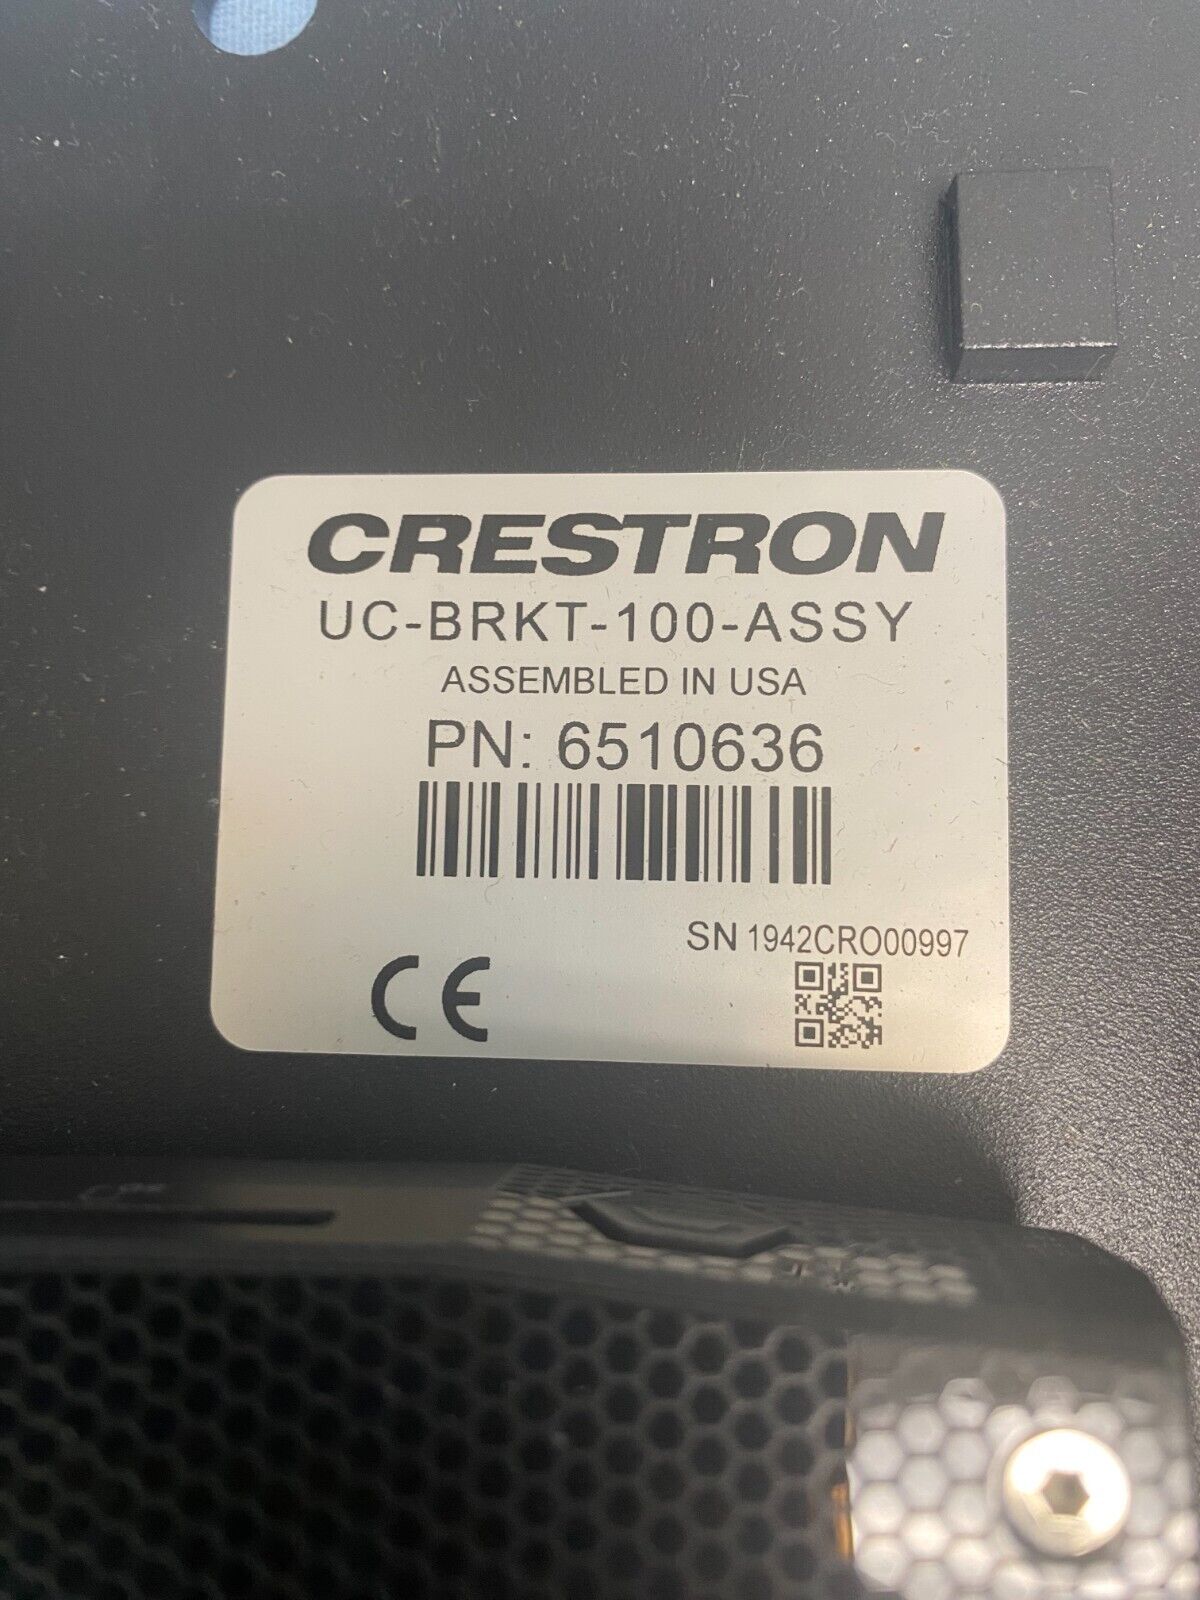 CRESTRON
UC-BRKT-100-ASSY
ASSEMBLED IN USA
PN: 6510636
SN 1942CRO00997
CE